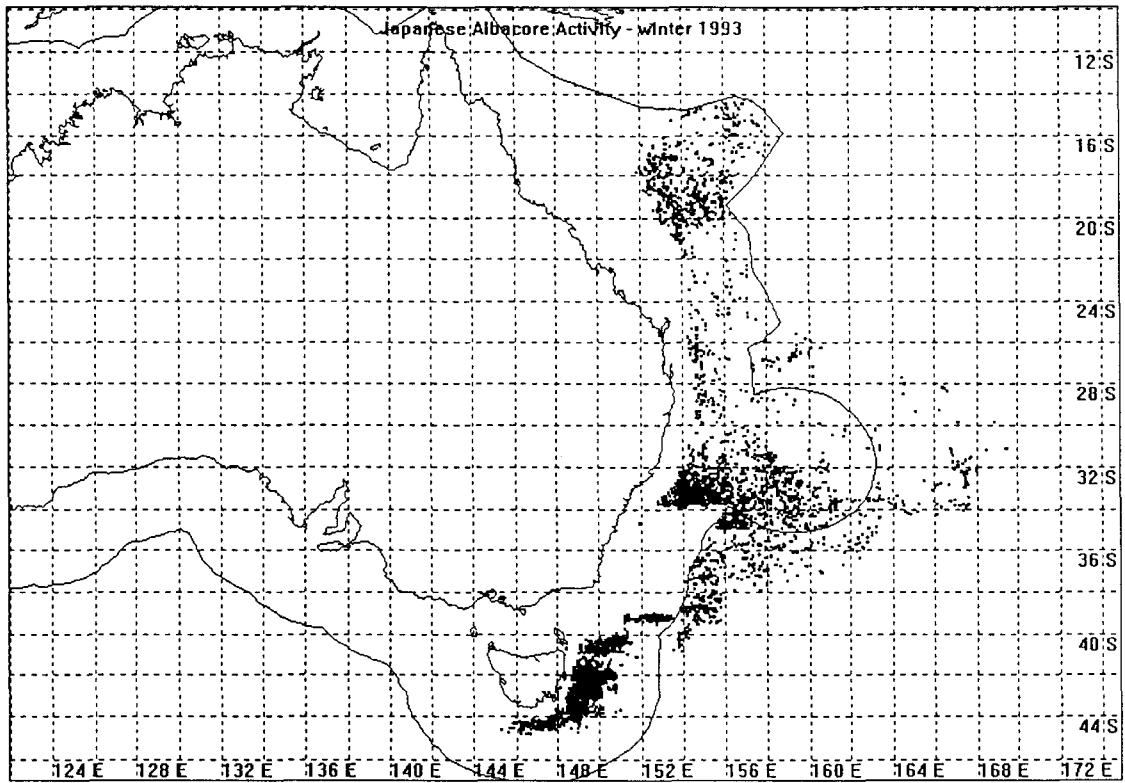 Japanese Albacore Activity - winter 1993
12 S
16 S
20 S
24 S
28 S
32 S
36 S
40 S
44 S
124 E 128 E 132 E 136 E 140 E 144 E 148 E 152 E 156 E 160 E 164 E 168 E 172 E